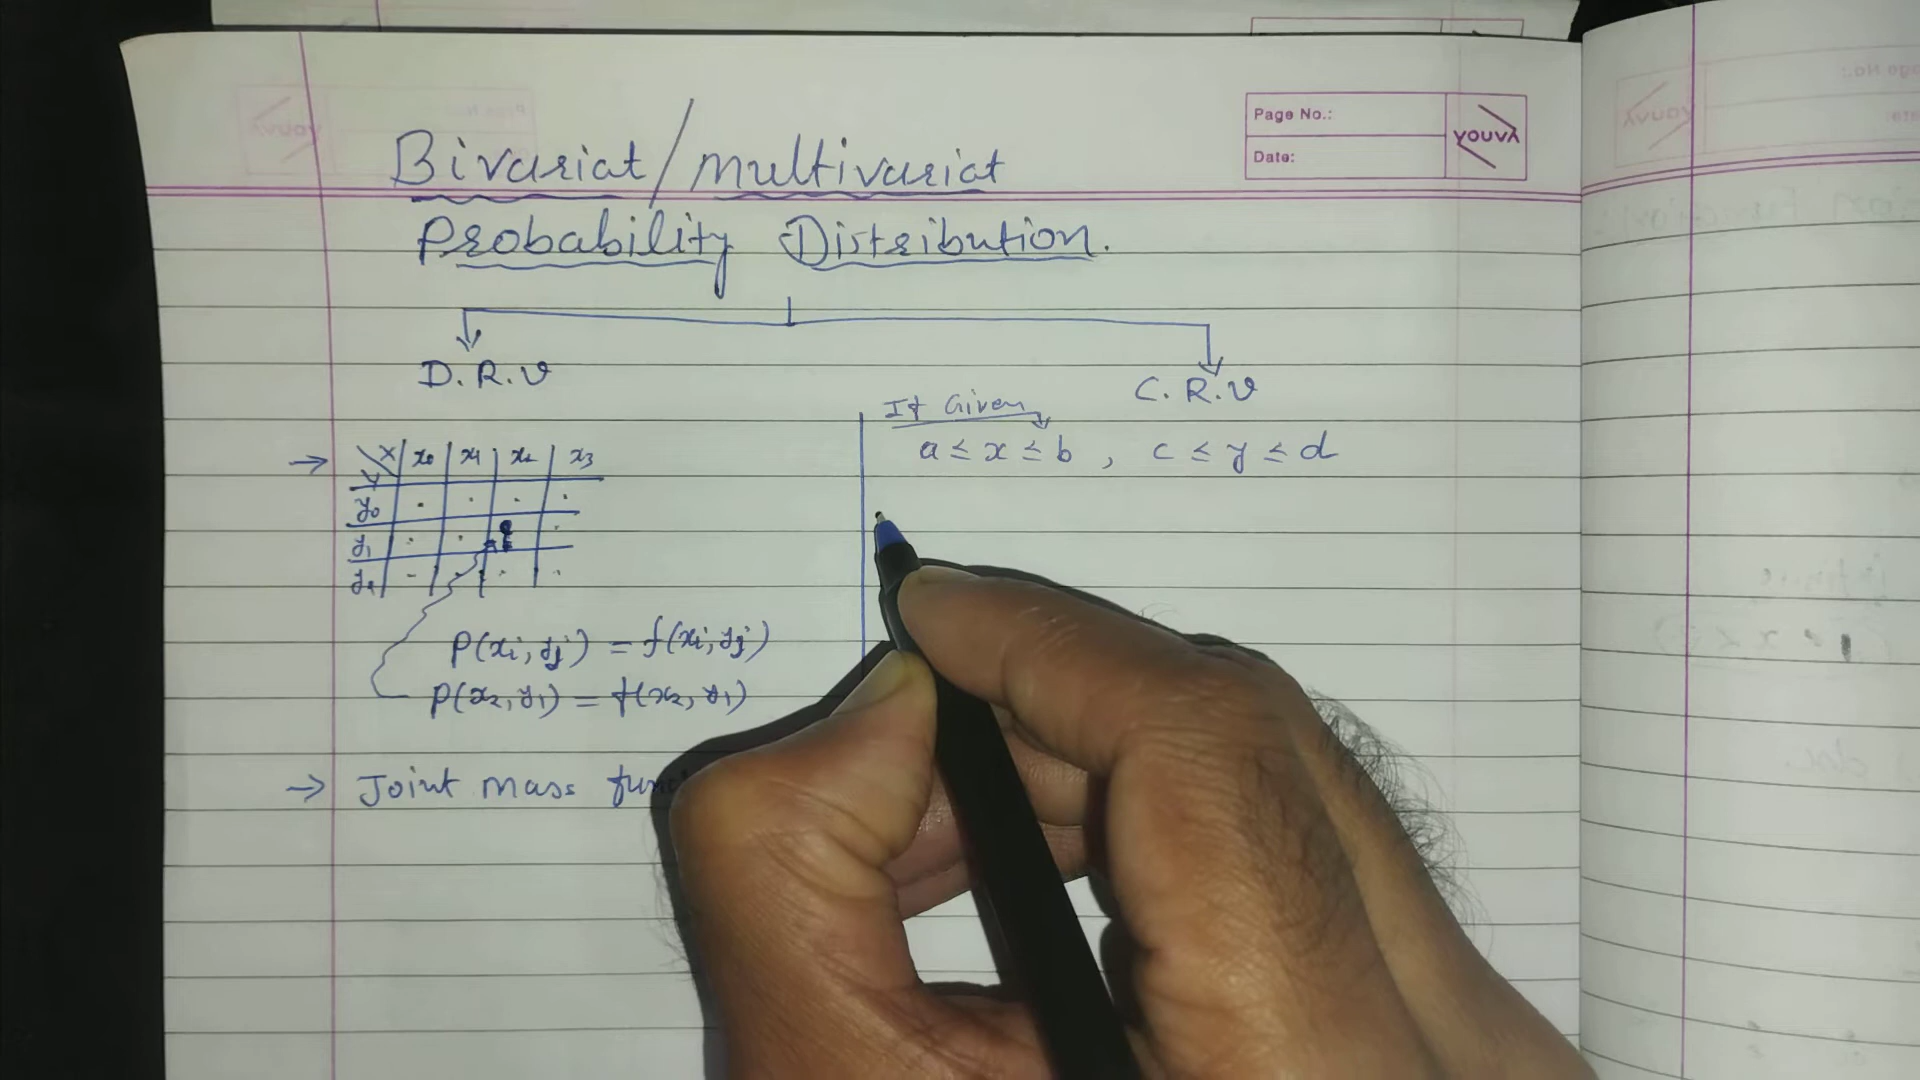 Page No.:
Date:
YOUVA
Bivariat/multivariat
Probability Distribution.
D.R.V
C.R.V
If Given
a ≤ x ≤ b , c ≤ y ≤ d
→ X x₀ x₁ x₂ x₃
Y
y₀
y₁
y₂
P(xi, yj) = f(xi, yj)
P(x₂, y₁) = f(x₂, y₁)
→ Joint mass